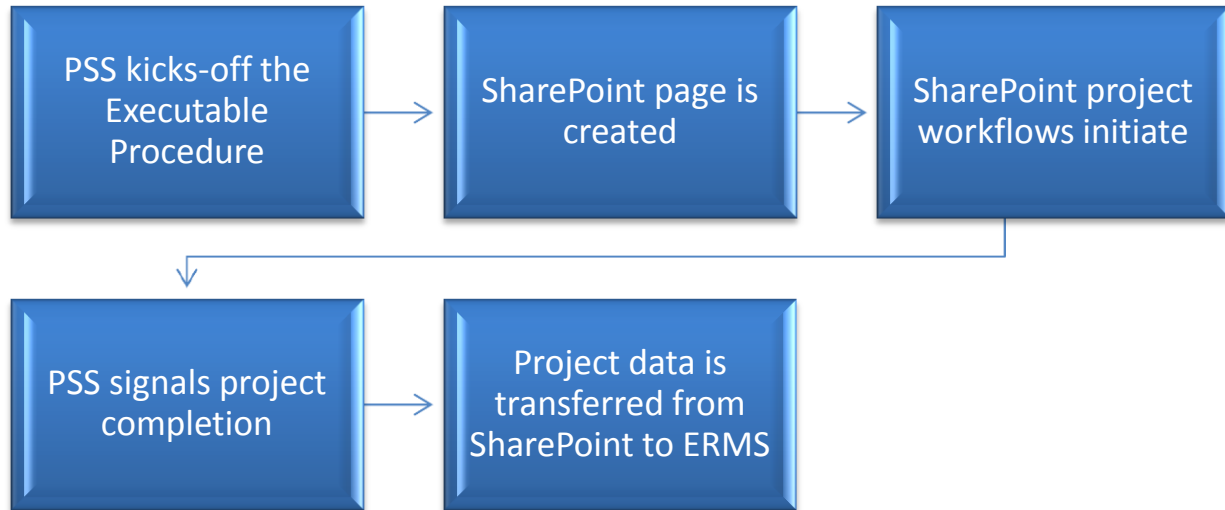 PSS kicks-off the
Executable
Procedure
SharePoint page is
created
SharePoint project
workflows initiate
PSS signals project
completion
Project data is
transferred from
SharePoint to ERMS